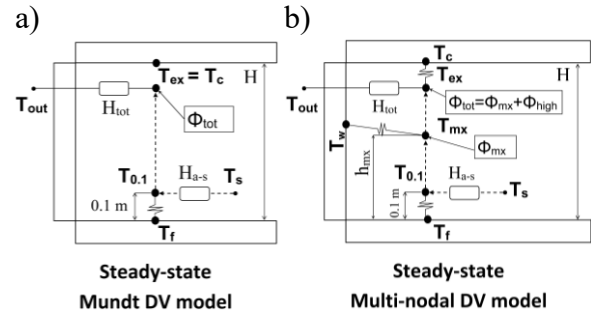 a)
T_ex = T_c
H
T_out
H_tot
Φ_tot
T_0.1
H_a-s
T_s
0.1 m
T_f
Steady-state
Mundt DV model
b)
T_c
T_ex
H
T_out
H_tot
Φ_tot=Φ_mx+Φ_high
T_mx
T_w
h_mx
Φ_mx
T_0.1
H_a-s
T_s
0.1 m
T_f
Steady-state
Multi-nodal DV model